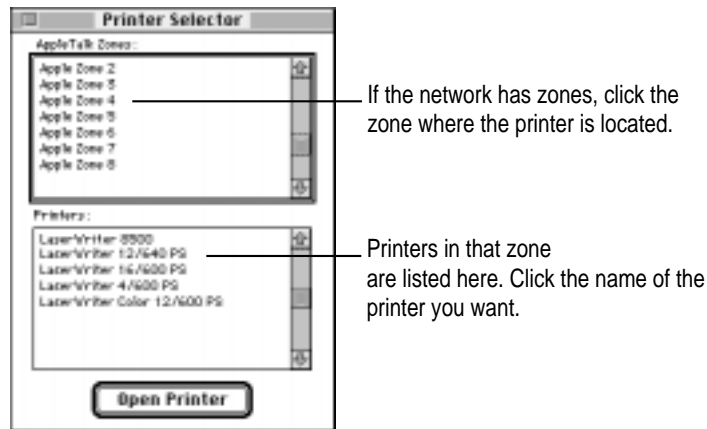 Printer Selector
AppleTalk Zones:
Apple Zone 2
Apple Zone 3
Apple Zone 4
Apple Zone 5
Apple Zone 6
Apple Zone 7
Apple Zone 8
If the network has zones, click the
zone where the printer is located.
Printers:
LaserWriter 8500
LaserWriter 12/640 PS
LaserWriter 16/600 PS
LaserWriter 4/600 PS
LaserWriter Color 12/600 PS
Printers in that zone
are listed here. Click the name of the
printer you want.
Open Printer